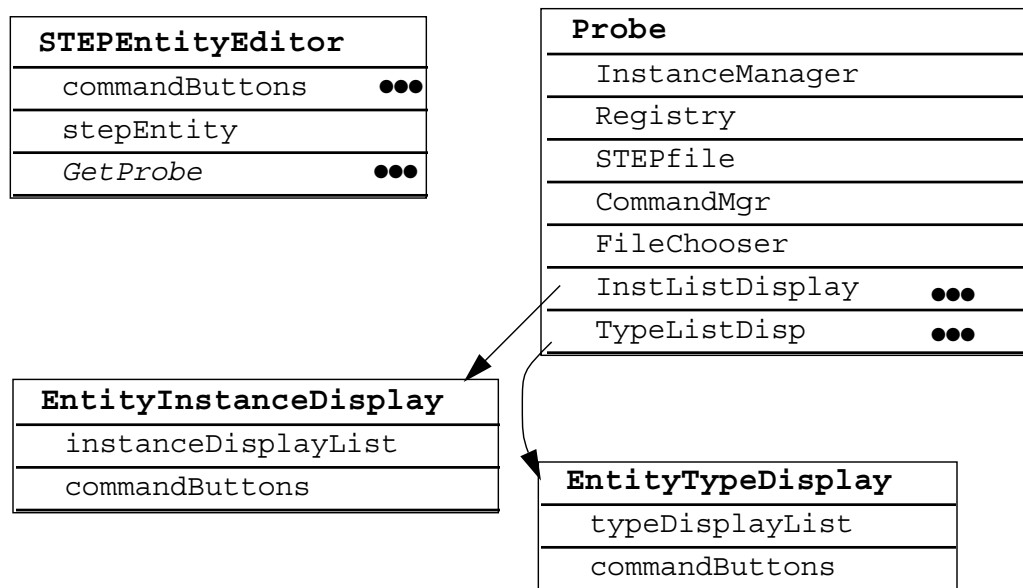 STEPEntityEditor
commandButtons ●●●
stepEntity
GetProbe ●●●
Probe
InstanceManager
Registry
STEPfile
CommandMgr
FileChooser
InstListDisplay ●●●
TypeListDisp ●●●
EntityInstanceDisplay
instanceDisplayList
commandButtons
EntityTypeDisplay
typeDisplayList
commandButtons